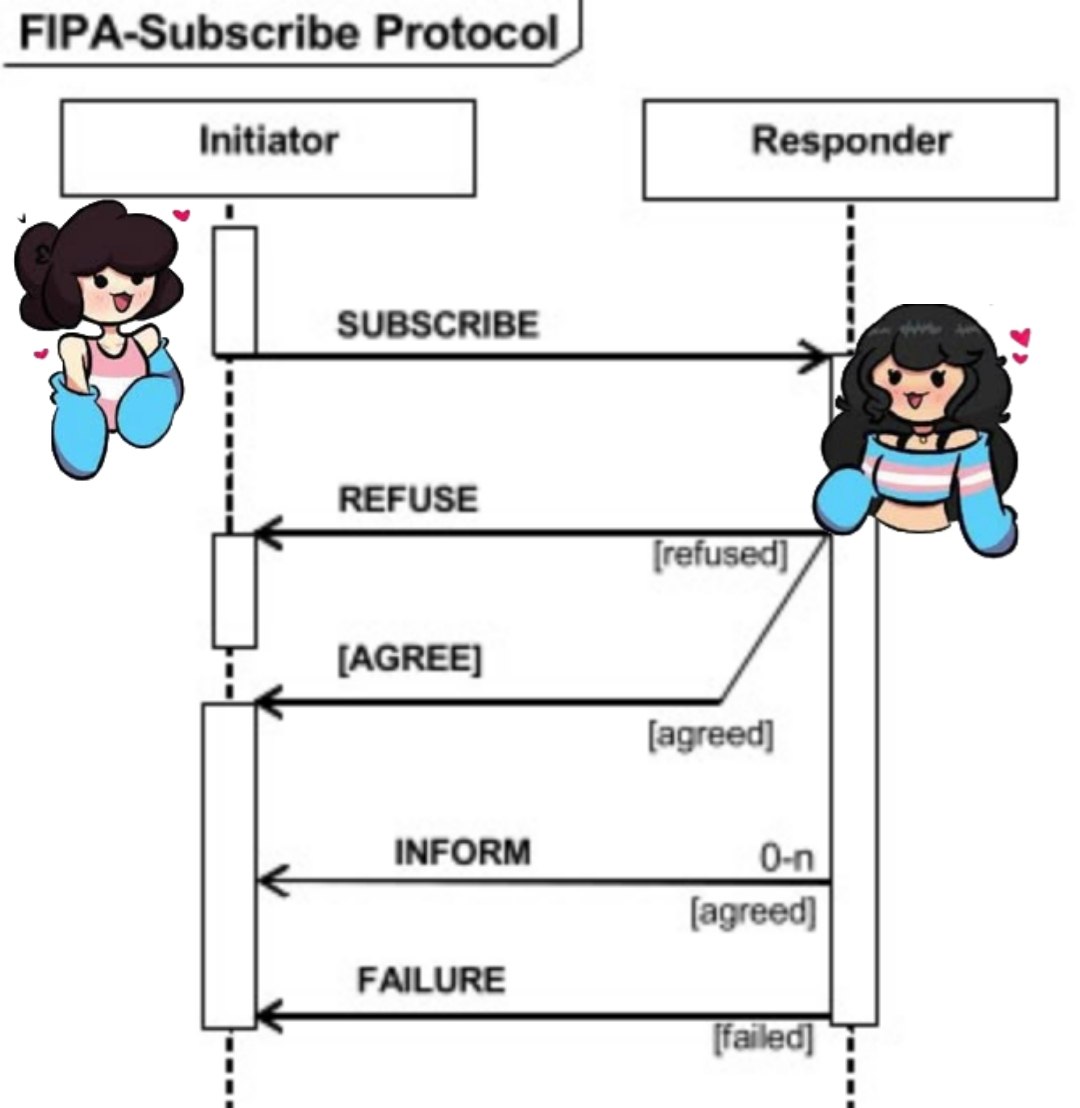 FIPA-Subscribe Protocol
Initiator
Responder
SUBSCRIBE
REFUSE
[refused]
[AGREE]
[agreed]
INFORM
0-n
[agreed]
FAILURE
[failed]